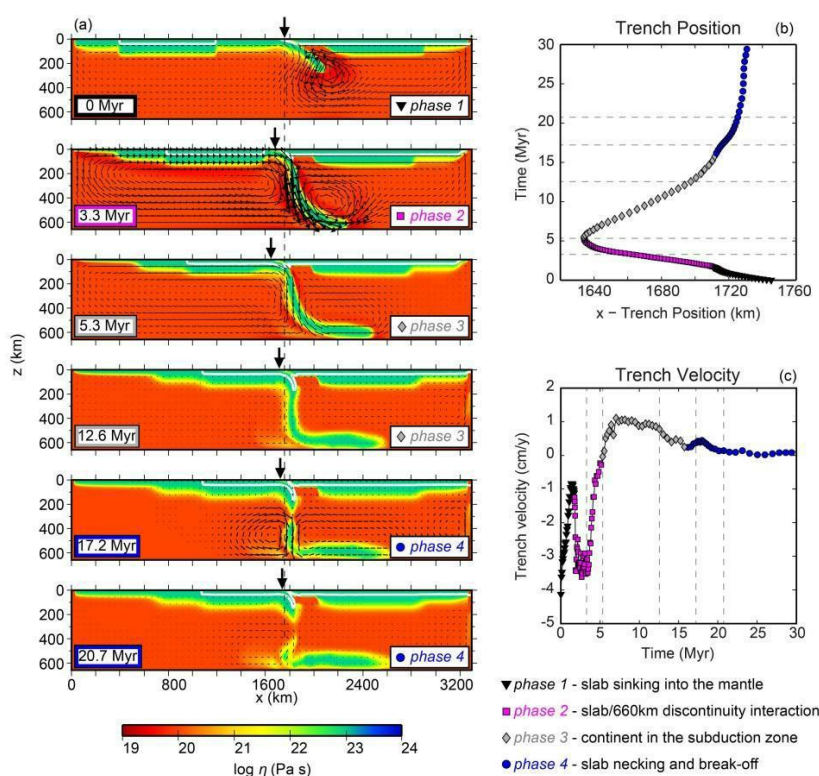 (a)
0
200
400
600
0 Myr
phase 1
0
200
400
600
3.3 Myr
phase 2
0
200
400
600
5.3 Myr
phase 3
0
200
400
600
12.6 Myr
phase 3
0
200
400
600
17.2 Myr
phase 4
0
200
400
600
20.7 Myr
phase 4
z (km)
0 800 1600 2400 3200
x (km)
19 20 21 22 23 24
log η (Pa s)
Trench Position
(b)
30
25
20
15
10
5
0
Time (Myr)
1640 1680 1720 1760
x − Trench Position (km)
Trench Velocity
(c)
2
1
0
-1
-2
-3
-4
-5
Trench velocity (cm/y)
0 5 10 15 20 25 30
Time (Myr)
phase 1 - slab sinking into the mantle
phase 2 - slab/660km discontinuity interaction
phase 3 - continent in the subduction zone
phase 4 - slab necking and break-off